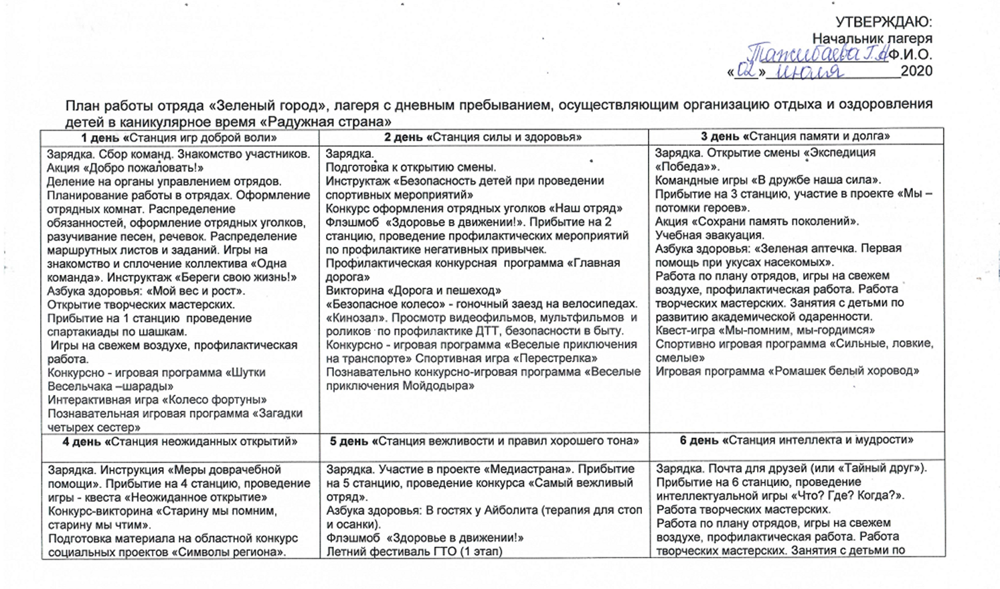 УТВЕРЖДАЮ:
Начальник лагеря
Тажибаева Г.А Ф.И.О.
«02» июля 2020
План работы отряда «Зеленый город», лагеря с дневным пребыванием, осуществляющим организацию отдыха и оздоровления
детей в каникулярное время «Радужная страна»
1 день «Станция игр доброй воли»
Зарядка. Сбор команд. Знакомство участников.
Акция «Добро пожаловать!»
Деление на органы управлением отрядов.
Планирование работы в отрядах. Оформление
отрядных комнат. Распределение
обязанностей, оформление отрядных уголков,
разучивание песен, речевок. Распределение
маршрутных листов и заданий. Игры на
знакомство и сплочение коллектива «Одна
команда». Инструктаж «Береги свою жизнь!»
Азбука здоровья: «Мой вес и рост».
Открытие творческих мастерских.
Прибытие на 1 станцию проведение
спартакиады по шашкам.
Игры на свежем воздухе, профилактическая
работа.
Конкурсно - игровая программа «Шутки
Весельчака –шарады»
Интерактивная игра «Колесо фортуны»
Познавательная игровая программа «Загадки
четырех сестер»
2 день «Станция силы и здоровья»
Зарядка.
Подготовка к открытию смены.
Инструктаж «Безопасность детей при проведении
спортивных мероприятий»
Конкурс оформления отрядных уголков «Наш отряд»
Флэшмоб «Здоровье в движении!». Прибытие на 2
станцию, проведение профилактических мероприятий
по профилактике негативных привычек.
Профилактическая конкурсная программа «Главная
дорога»
Викторина «Дорога и пешеход»
«Безопасное колесо» - гоночный заезд на велосипедах.
«Кинозал». Просмотр видеофильмов, мультфильмов и
роликов по профилактике ДТТ, безопасности в быту.
Конкурсно - игровая программа «Веселые приключения
на транспорте» Спортивная игра «Перестрелка»
Познавательно конкурсно-игровая программа «Веселые
приключения Мойдодыра»
3 день «Станция памяти и долга»
Зарядка. Открытие смены «Экспедиция
«Победа»».
Командные игры «В дружбе наша сила».
Прибытие на 3 станцию, участие в проекте «Мы –
потомки героев».
Акция «Сохрани память поколений».
Учебная эвакуация.
Азбука здоровья: «Зеленая аптечка. Первая
помощь при укусах насекомых».
Работа по плану отрядов, игры на свежем
воздухе, профилактическая работа. Работа
творческих мастерских. Занятия с детьми по
развитию академической одаренности.
Квест-игра «Мы-помним, мы-гордимся»
Спортивно игровая программа «Сильные, ловкие,
смелые»
Игровая программа «Ромашек белый хоровод»
4 день «Станция неожиданных открытий»
Зарядка. Инструкция «Меры доврачебной
помощи». Прибытие на 4 станцию, проведение
игры - квеста «Неожиданное открытие»
Конкурс-викторина «Старину мы помним,
старину мы чтим».
Подготовка материала на областной конкурс
социальных проектов «Символы региона».
5 день «Станция вежливости и правил хорошего тона»
Зарядка. Участие в проекте «Медиастрана». Прибытие
на 5 станцию, проведение конкурса «Самый вежливый
отряд».
Азбука здоровья: В гостях у Айболита (терапия для стоп
и осанки).
Флэшмоб «Здоровье в движении!»
Летний фестиваль ГТО (1 этап)
6 день «Станция интеллекта и мудрости»
Зарядка. Почта для друзей (или «Тайный друг»).
Прибытие на 6 станцию, проведение
интеллектуальной игры «Что? Где? Когда?».
Работа творческих мастерских.
Работа по плану отрядов, игры на свежем
воздухе, профилактическая работа. Работа
творческих мастерских. Занятия с детьми по